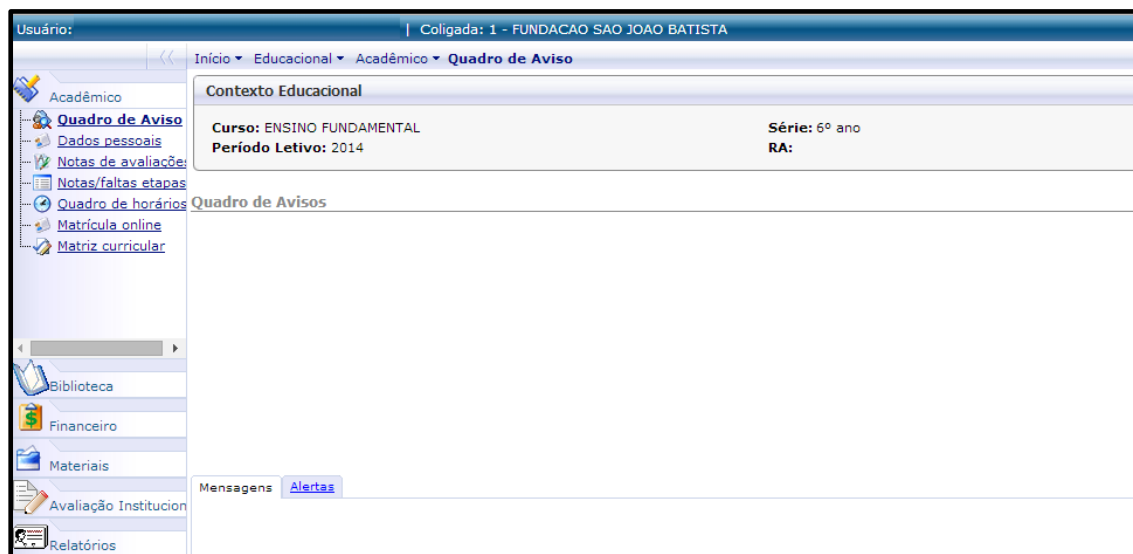 Usuário: | Coligada: 1 - FUNDACAO SAO JOAO BATISTA
Início Educacional Acadêmico Quadro de Aviso
Acadêmico
Quadro de Aviso
Dados pessoais
Notas de avaliações
Notas/faltas etapas
Quadro de horários
Matrícula online
Matriz curricular
Biblioteca
Financeiro
Materiais
Avaliação Institucion
Relatórios
Contexto Educacional
Curso: ENSINO FUNDAMENTAL Série: 6º ano
Período Letivo: 2014 RA:
Quadro de Avisos
Mensagens Alertas